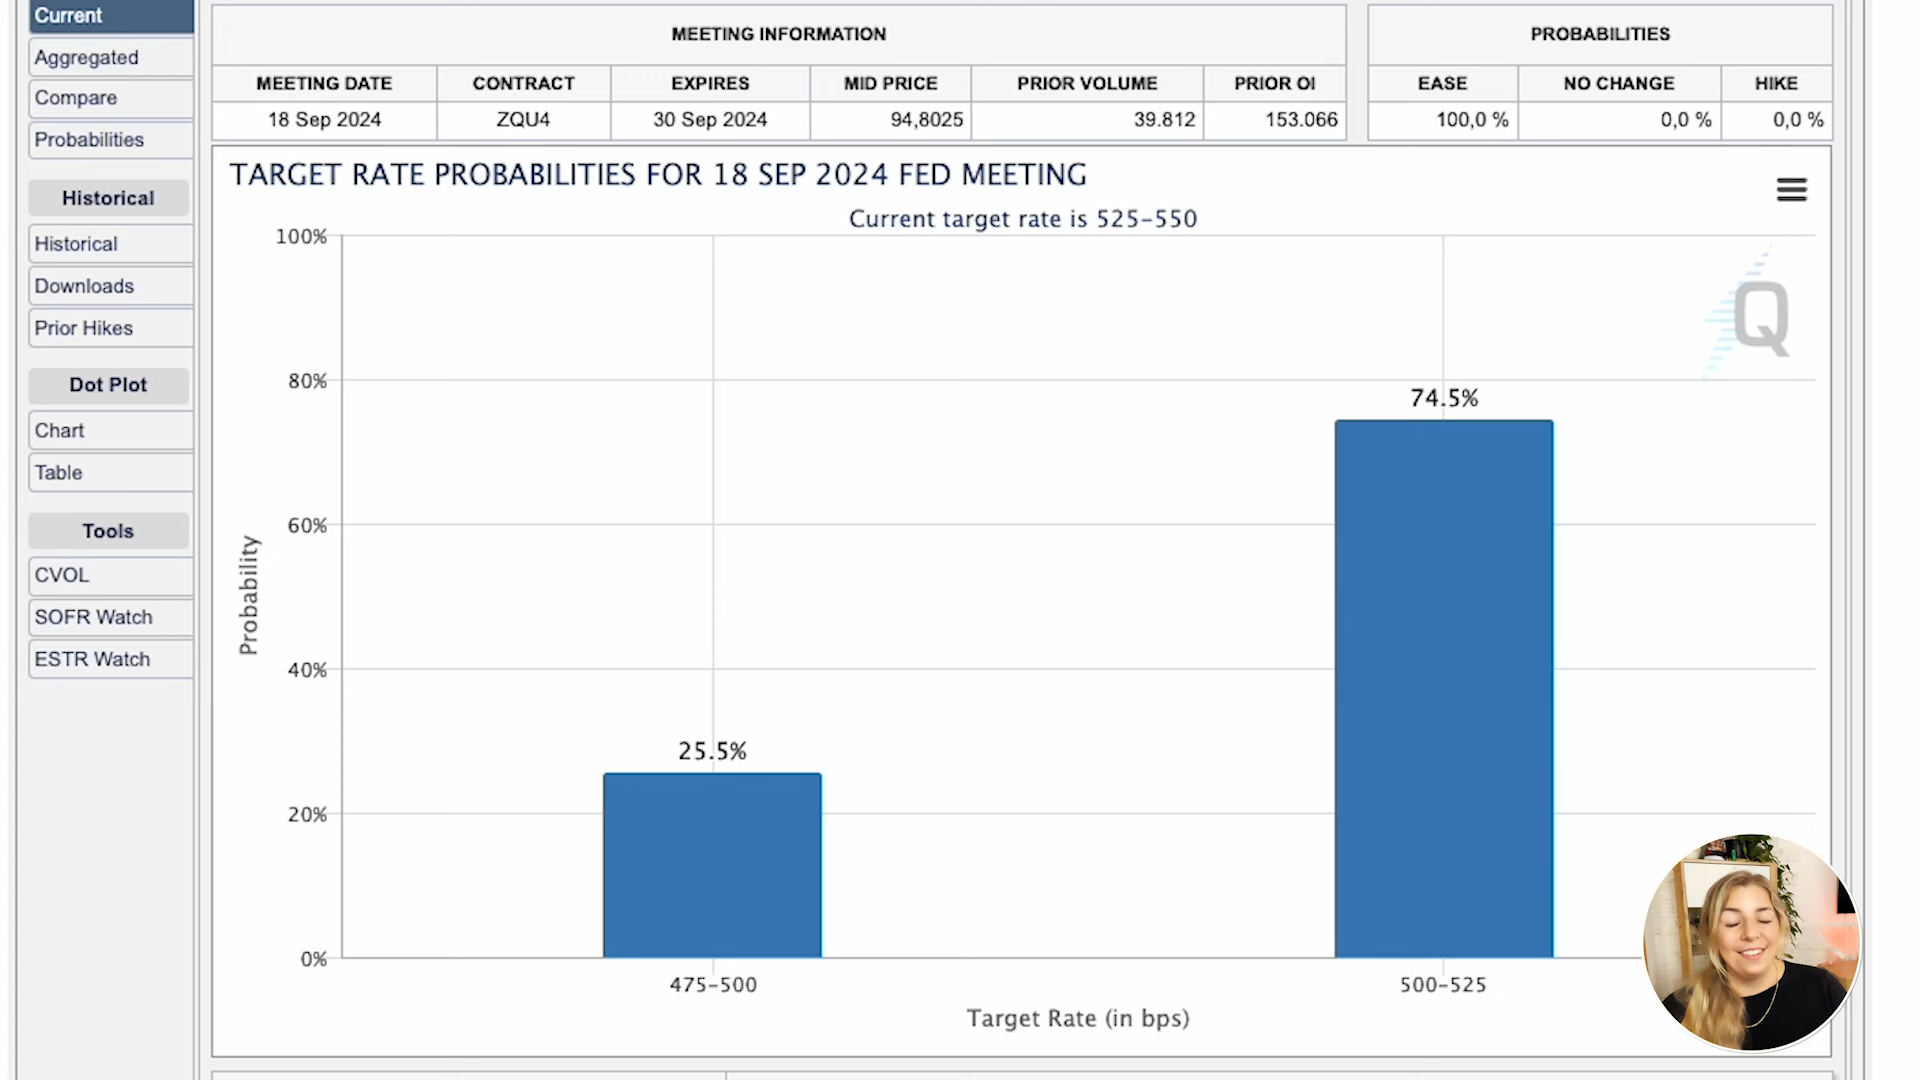 Current
Aggregated
Compare
Probabilities
Historical
Historical
Downloads
Prior Hikes
Dot Plot
Chart
Table
Tools
CVOL
SOFR Watch
ESTR Watch
MEETING INFORMATION
MEETING DATE CONTRACT EXPIRES MID PRICE PRIOR VOLUME PRIOR OI
18 Sep 2024 ZQU4 30 Sep 2024 94,8025 39.812 153.066
PROBABILITIES
EASE NO CHANGE HIKE
100,0 % 0,0 % 0,0 %
TARGET RATE PROBABILITIES FOR 18 SEP 2024 FED MEETING
Current target rate is 525–550
Q
100%
80%
60%
40%
20%
0%
Probability
25.5%
74.5%
475–500 500–525
Target Rate (in bps)